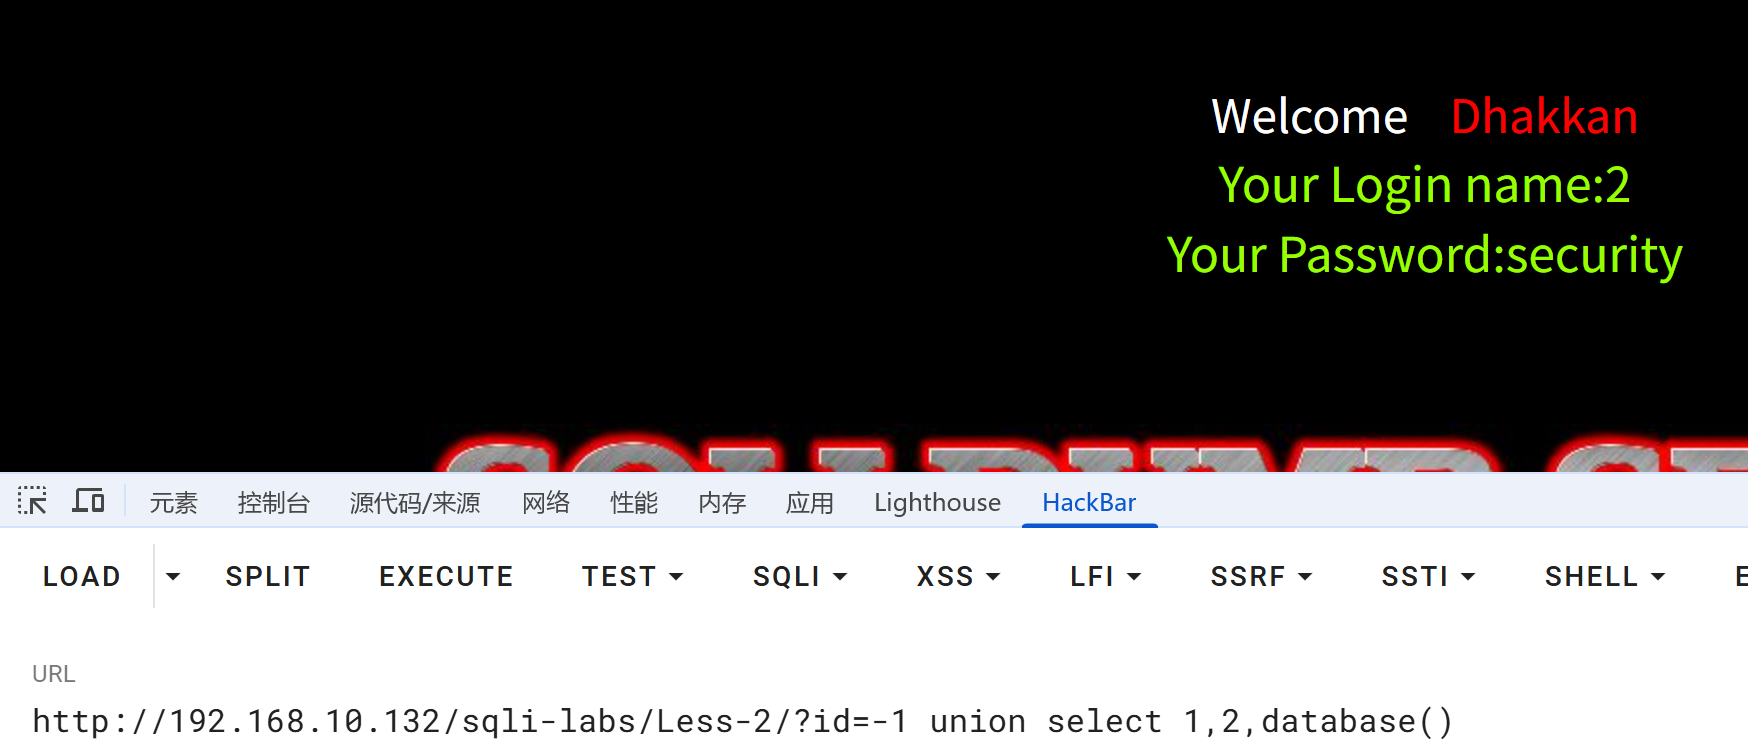 Welcome Dhakkan
Your Login name:2
Your Password:security
元素 控制台 源代码/来源 网络 性能 内存 应用 Lighthouse HackBar
LOAD SPLIT EXECUTE TEST SQLI XSS LFI SSRF SSTI SHELL
URL
http://192.168.10.132/sqli-labs/Less-2/?id=-1 union select 1,2,database()